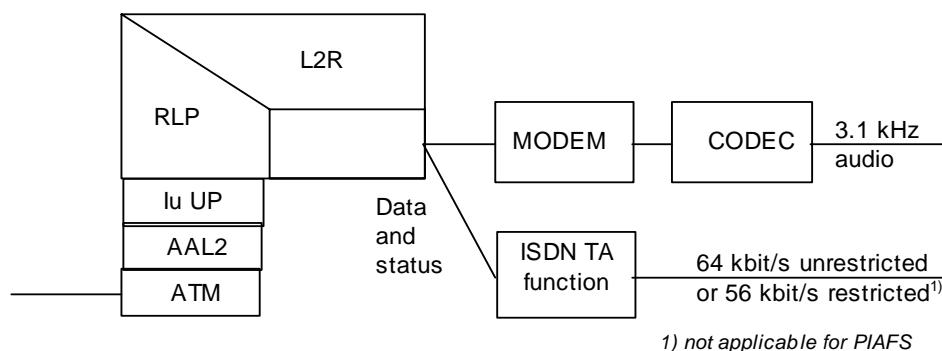 L2R
RLP
MODEM
CODEC
3.1 kHz
audio
Iu UP
AAL2
ATM
Data
and
status
ISDN TA
function
64 kbit/s unrestricted
or 56 kbit/s restricted1)
1) not applicable for PIAFS